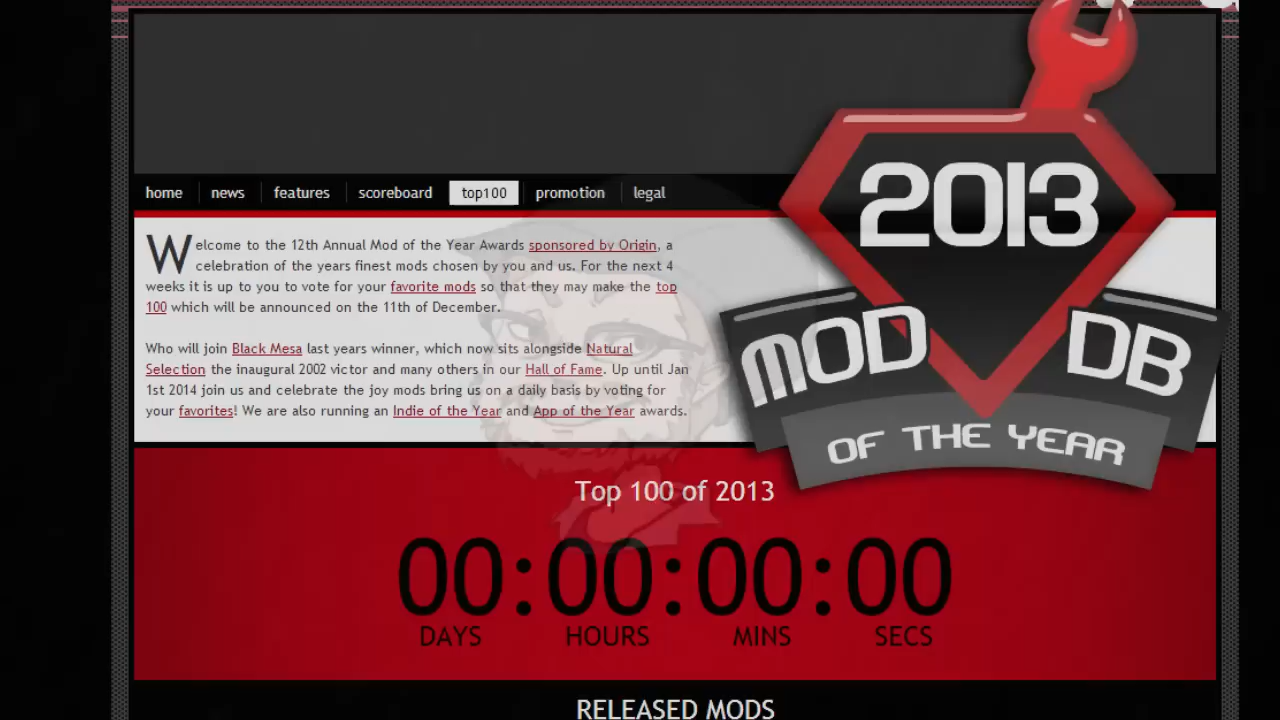 home news features scoreboard top100 promotion legal
2013
MOD DB
OF THE YEAR
Welcome to the 12th Annual Mod of the Year Awards sponsored by Origin, a
celebration of the years finest mods chosen by you and us. For the next 4
weeks it is up to you to vote for your favorite mods so that they may make the top
100 which will be announced on the 11th of December.
Who will join Black Mesa last years winner, which now sits alongside Natural
Selection the inaugural 2002 victor and many others in our Hall of Fame. Up until Jan
1st 2014 join us and celebrate the joy mods bring us on a daily basis by voting for
your favorites! We are also running an Indie of the Year and App of the Year awards.
Top 100 of 2013
00:00:00:00
DAYS HOURS MINS SECS
RELEASED MODS